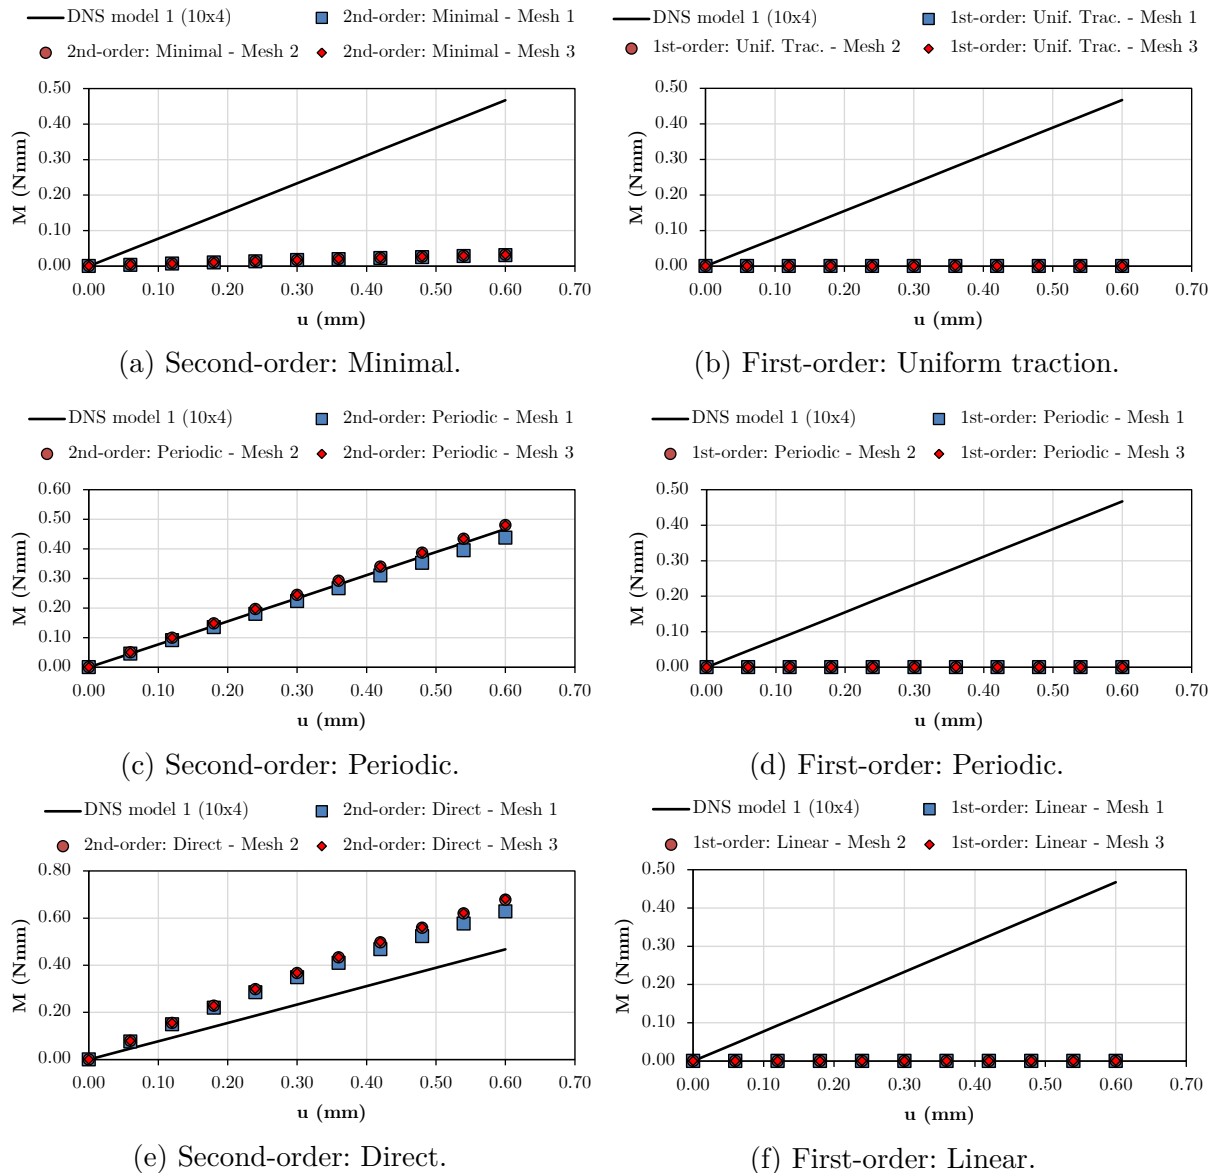 DNS model 1 (10x4)
2nd-order: Minimal - Mesh 1
2nd-order: Minimal - Mesh 2
2nd-order: Minimal - Mesh 3
0.50
0.40
0.30
0.20
0.10
0.00
M (Nmm)
0.00 0.10 0.20 0.30 0.40 0.50 0.60 0.70
u (mm)
(a) Second-order: Minimal.
DNS model 1 (10x4)
1st-order: Unif. Trac. - Mesh 1
1st-order: Unif. Trac. - Mesh 2
1st-order: Unif. Trac. - Mesh 3
0.50
0.40
0.30
0.20
0.10
0.00
M (Nmm)
0.00 0.10 0.20 0.30 0.40 0.50 0.60 0.70
u (mm)
(b) First-order: Uniform traction.
DNS model 1 (10x4)
2nd-order: Periodic - Mesh 1
2nd-order: Periodic - Mesh 2
2nd-order: Periodic - Mesh 3
0.60
0.50
0.40
0.30
0.20
0.10
0.00
M (Nmm)
0.00 0.10 0.20 0.30 0.40 0.50 0.60 0.70
u (mm)
(c) Second-order: Periodic.
DNS model 1 (10x4)
1st-order: Periodic - Mesh 1
1st-order: Periodic - Mesh 2
1st-order: Periodic - Mesh 3
0.50
0.40
0.30
0.20
0.10
0.00
M (Nmm)
0.00 0.10 0.20 0.30 0.40 0.50 0.60 0.70
u (mm)
(d) First-order: Periodic.
DNS model 1 (10x4)
2nd-order: Direct - Mesh 1
2nd-order: Direct - Mesh 2
2nd-order: Direct - Mesh 3
0.80
0.60
0.40
0.20
0.00
M (Nmm)
0.00 0.10 0.20 0.30 0.40 0.50 0.60 0.70
u (mm)
(e) Second-order: Direct.
DNS model 1 (10x4)
1st-order: Linear - Mesh 1
1st-order: Linear - Mesh 2
1st-order: Linear - Mesh 3
0.50
0.40
0.30
0.20
0.10
0.00
M (Nmm)
0.00 0.10 0.20 0.30 0.40 0.50 0.60 0.70
u (mm)
(f) First-order: Linear.